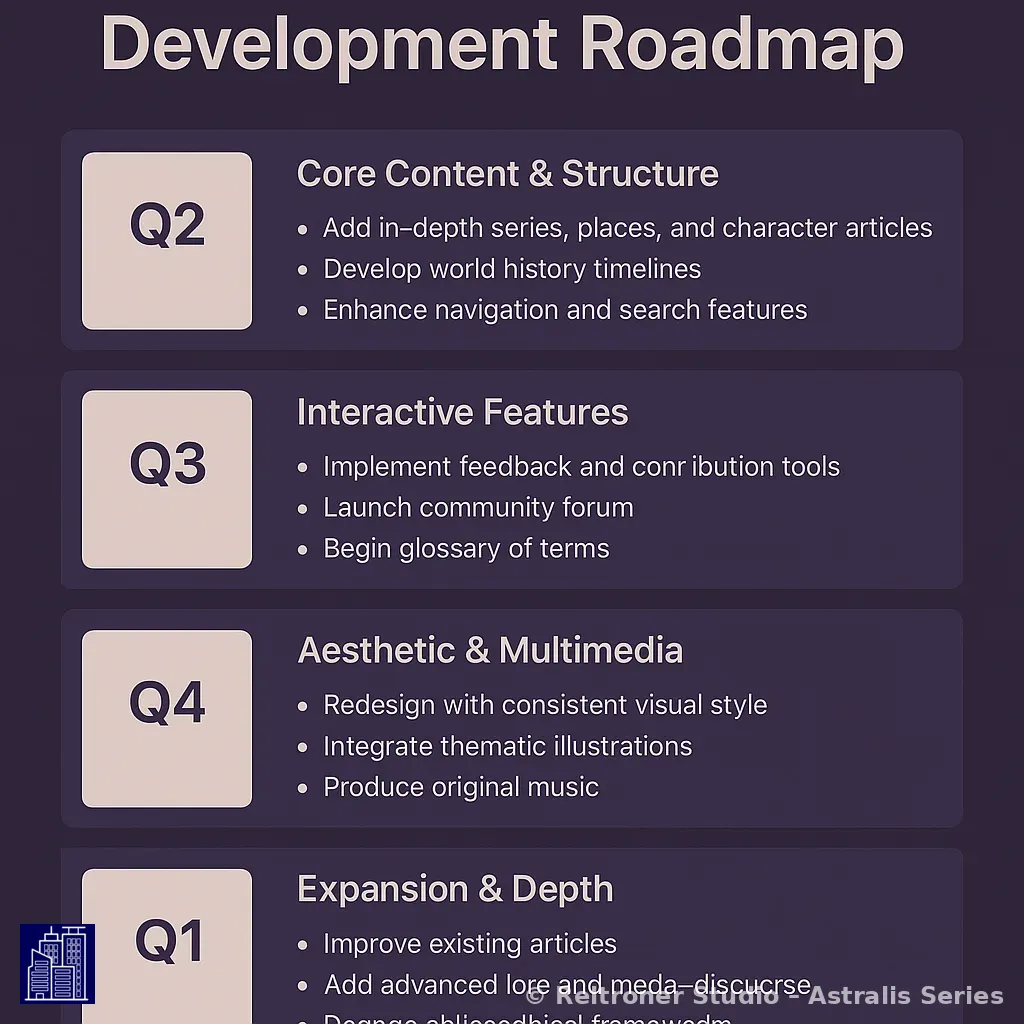 Development Roadmap
Q2
Core Content & Structure
• Add in–depth series, places, and character articles
• Develop world history timelines
• Enhance navigation and search features
Q3
Interactive Features
• Implement feedback and conr ibution tools
• Launch community forum
• Begin glossary of terms
Q4
Aesthetic & Multimedia
• Redesign with consistent visual style
• Integrate thematic illustrations
• Produce original music
Q1
Expansion & Depth
• Improve existing articles
• Add advanced lore and meda–discucrse
© Reitroner Studio – Astralis Series